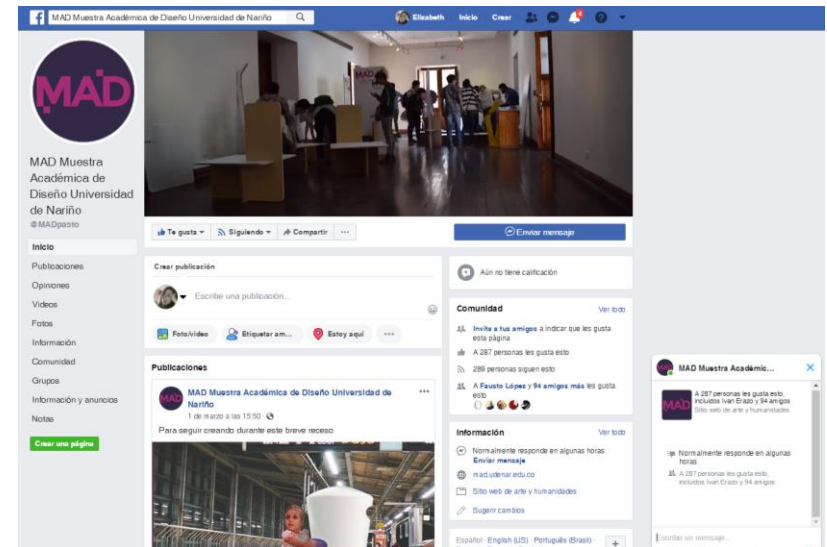 MAD Muestra Académica de Diseño Universidad de Nariño
Elizabeth Inicio Crear
MAD
MAD
MAD Muestra
Académica de
Diseño Universidad
de Nariño
@MADpasto
Inicio
Publicaciones
Opiniones
Videos
Fotos
Información
Comunidad
Grupos
Información y anuncios
Notas
Crear una página
Te gusta Siguiendo Compartir ...
Enviar mensaje
Crear publicación
Escribe una publicación...
Foto/video Etiquetar am... Estoy aquí ...
Publicaciones
MAD
MAD Muestra Académica de Diseño Universidad de
Nariño
...
1 de marzo a las 15:50 ·
Para seguir creando durante este breve receso
Aún no tiene calificación
Comunidad Ver todo
Invita a tus amigos a indicar que les gusta
esta página
A 287 personas les gusta esto
289 personas siguen esto
A Fausto López y 94 amigos más les gusta
esto
Información Ver todo
Normalmente responde en algunas horas
Enviar mensaje
mad.udenar.edu.co
Sitio web de arte y humanidades
Sugerir cambios
Español · English (US) · Português (Brasil) ·
+
MAD Muestra Académic... ×
MAD
A 287 personas les gusta esto,
incluidos Ivan Erazo y 94 amigos
Sitio web de arte y humanidades
Normalmente responde en algunas
horas
A 287 personas les gusta esto,
incluidos Ivan Erazo y 94 amigos
Escribe un mensaje...